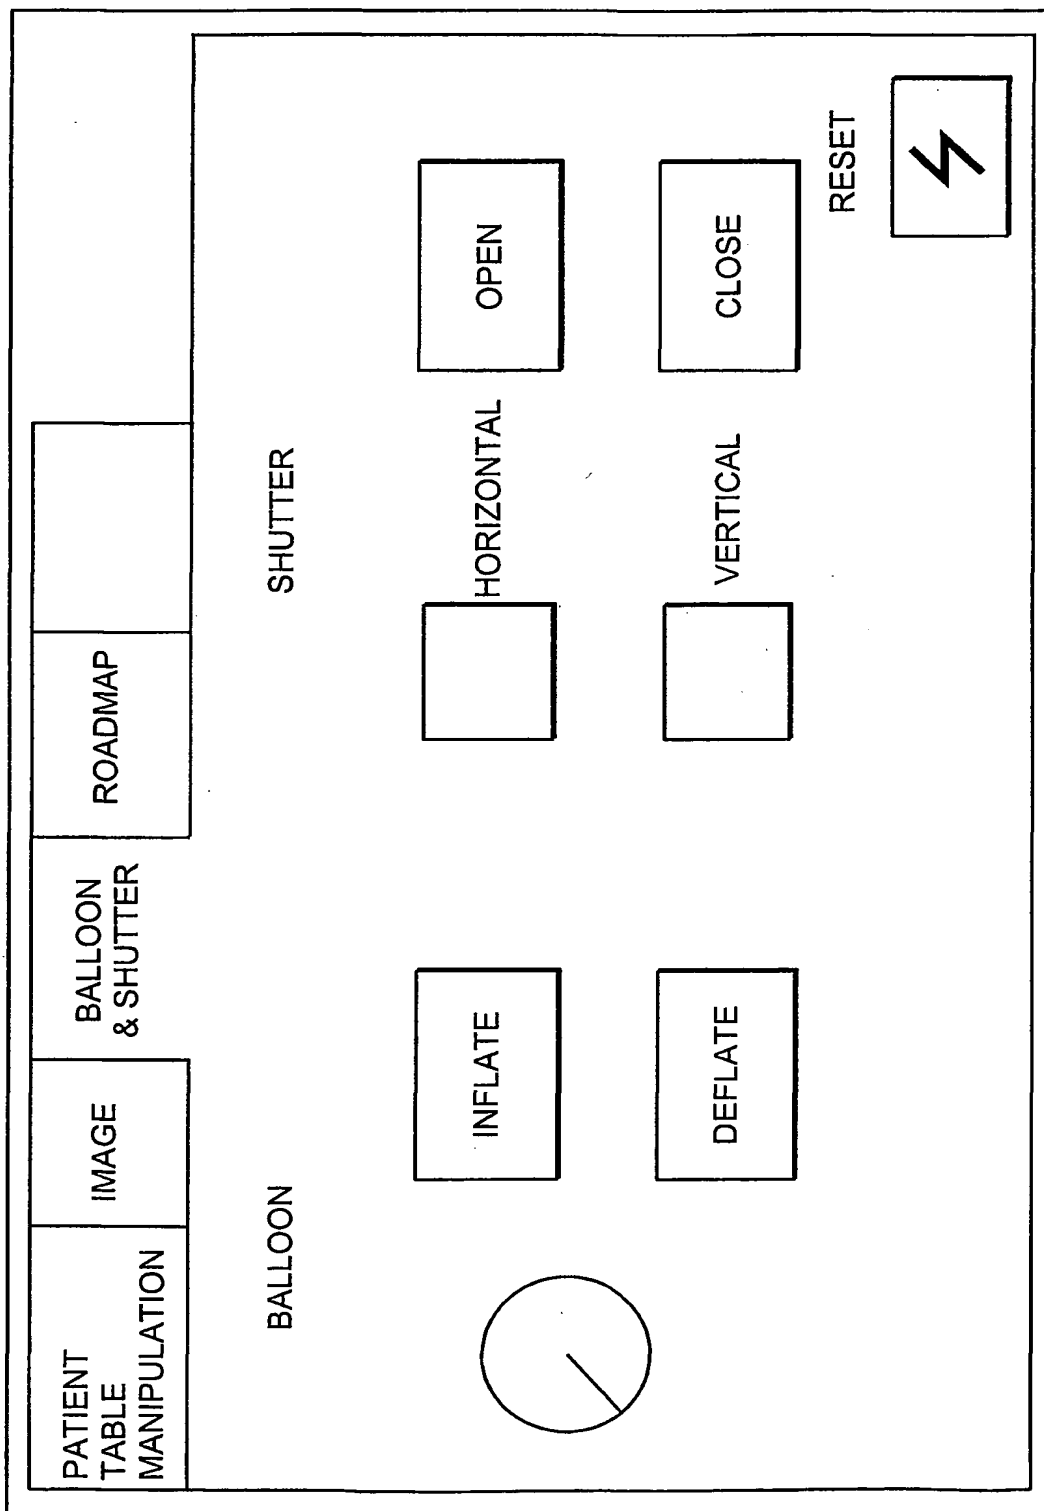 PATIENT
TABLE
MANIPULATION
IMAGE
BALLOON
& SHUTTER
ROADMAP
BALLOON
SHUTTER
INFLATE
HORIZONTAL
OPEN
DEFLATE
VERTICAL
CLOSE
RESET